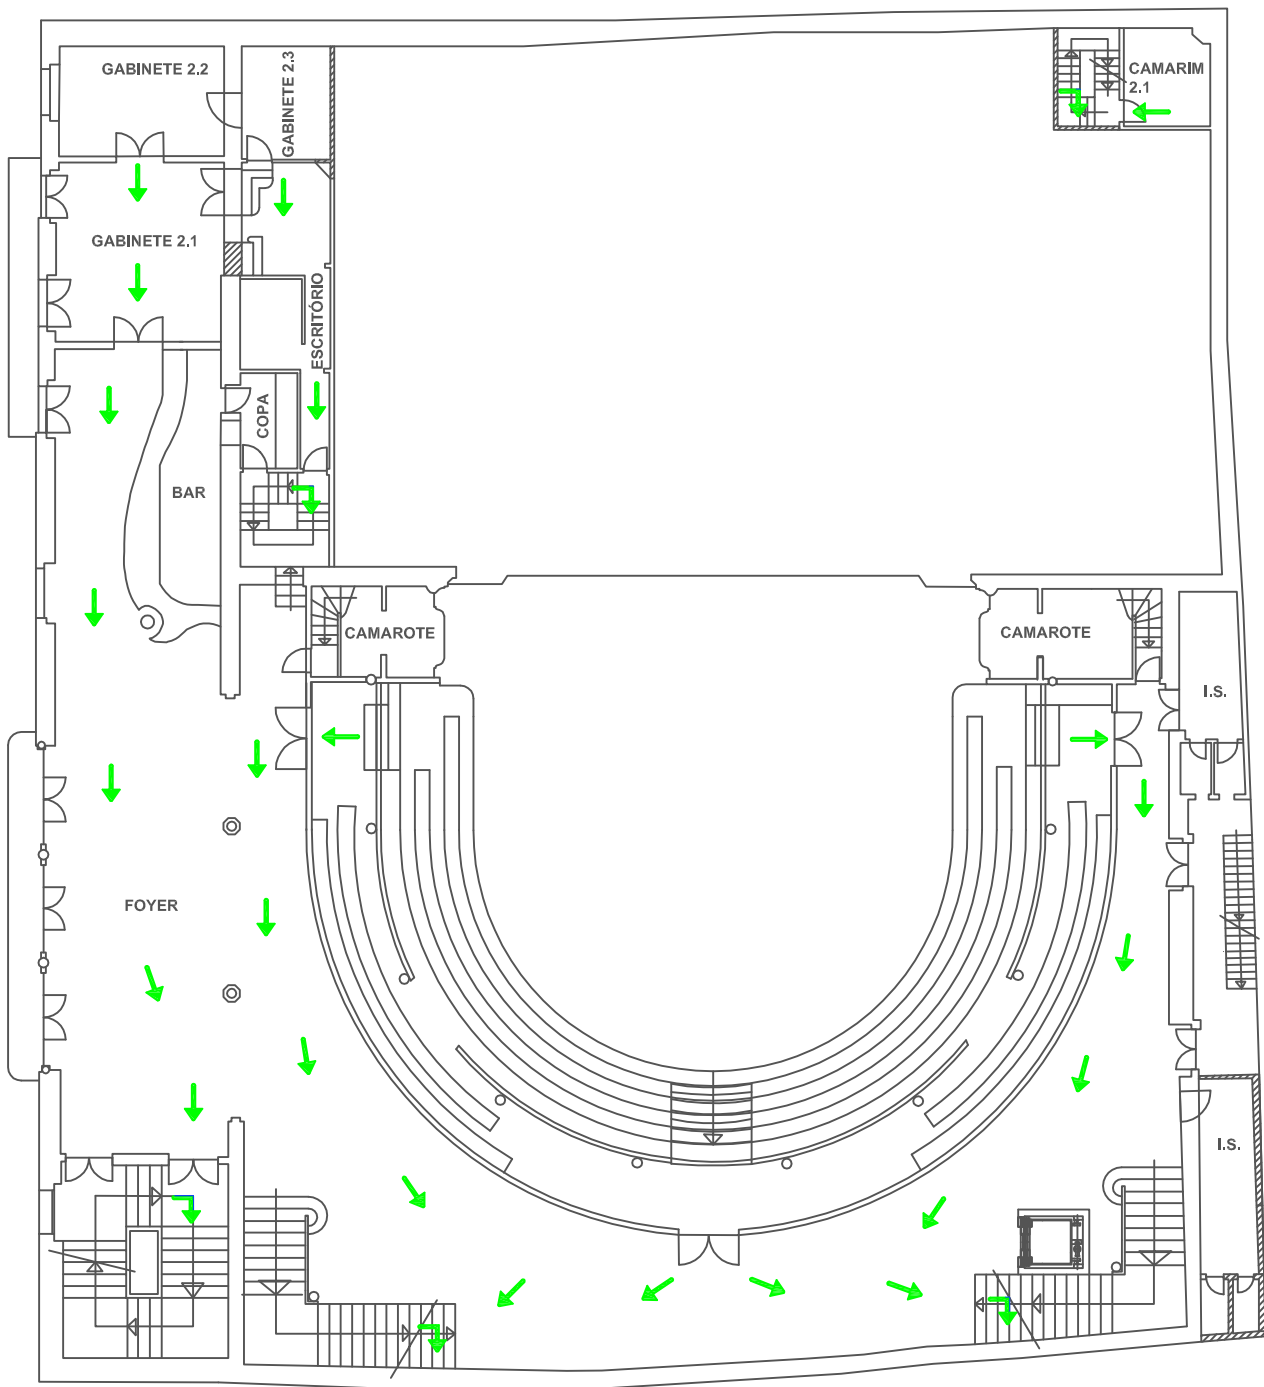 GABINETE 2.2
GABINETE 2.3
CAMARIM
2.1
GABINETE 2.1
ESCRITÓRIO
COPA
BAR
CAMAROTE
CAMAROTE
I.S.
FOYER
I.S.